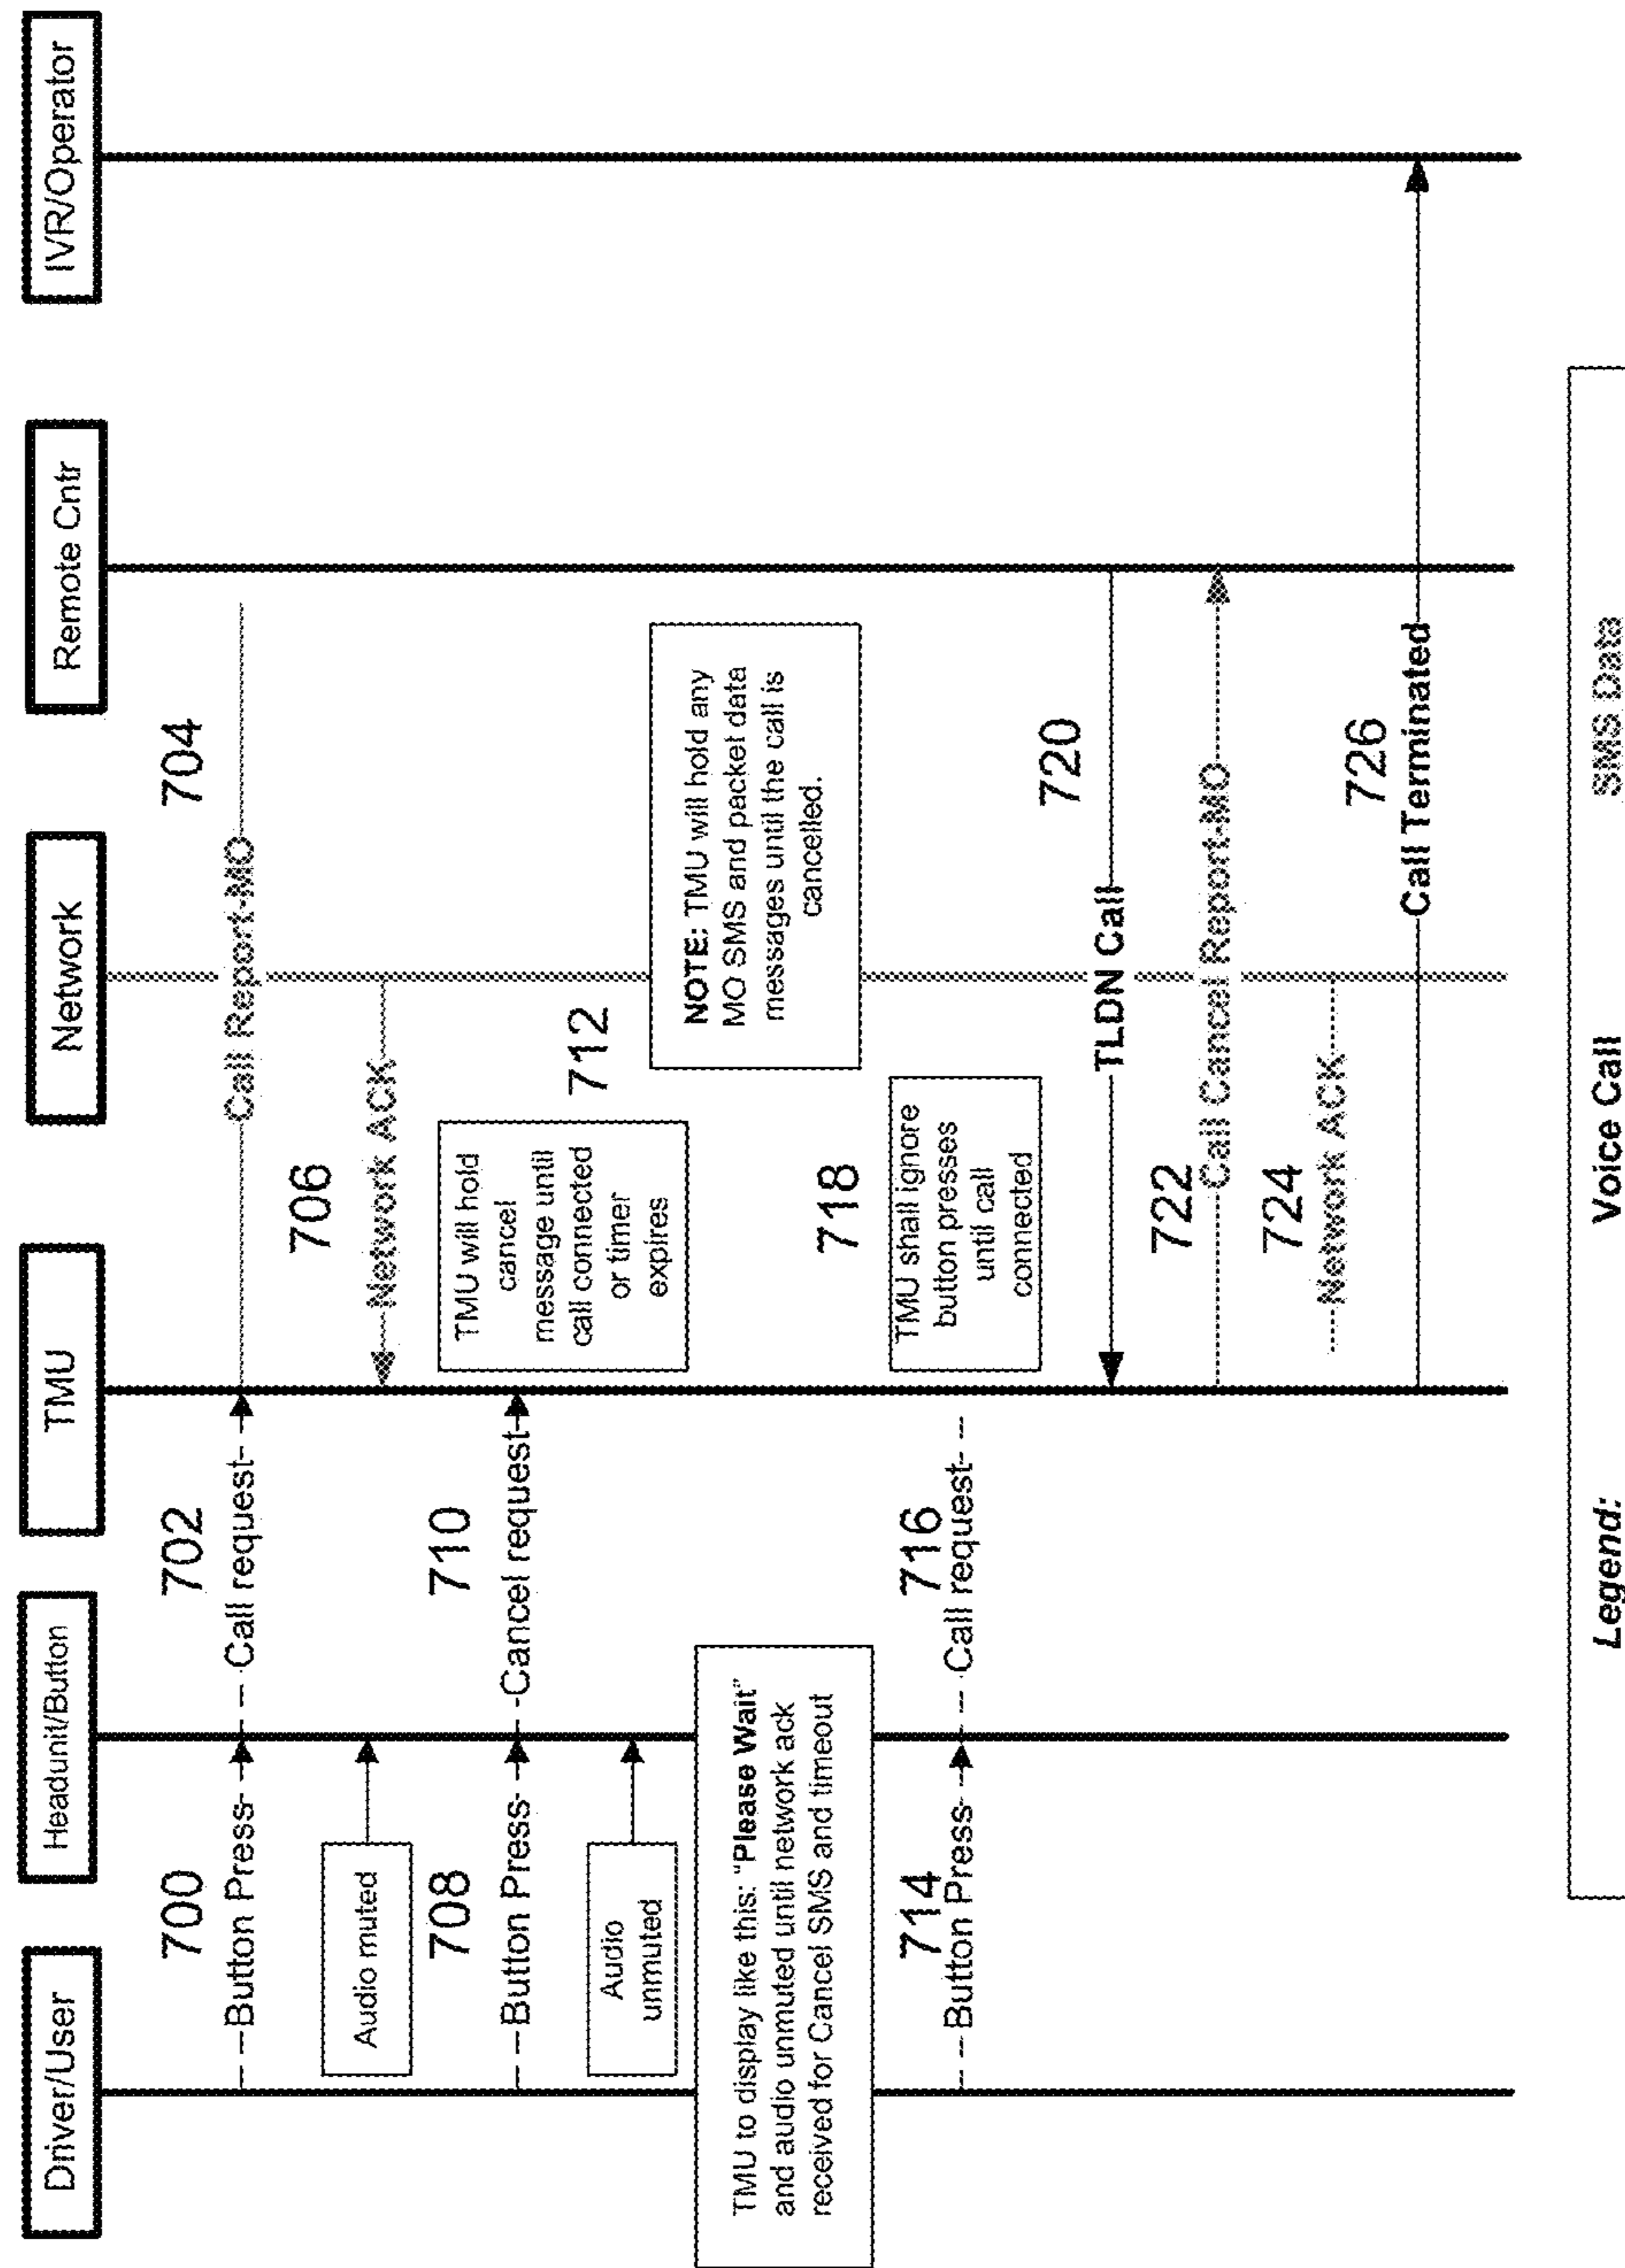 Driver/User
Headunit/Button
TMU
Network
Remote Cntr
IVR/Operator
700
702
704
Button Press
Call request
Call Report-MO
706
Audio muted
Network ACK
708
710
712
Button Press
Cancel request
TMU will hold
cancel
message until
call connected
or timer
expires
Audio
unmuted
NOTE: TMU will hold any
MO SMS and packet data
messages until the call is
cancelled.
TMU to display like this: "Please Wait"
and audio unmuted until network ack
received for Cancel SMS and timeout
714
716
718
Button Press
Call request
TMU shall ignore
button presses
until call
connected
720
TLDN Call
722
Call Cancel Report-MO
724
Network ACK
726
Call Terminated
Legend:
Voice Call
SMS Data